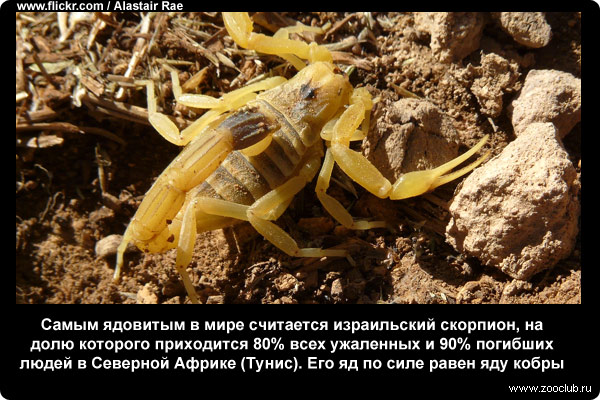 www.flickr.com / Alastair Rae
Самым ядовитым в мире считается израильский скорпион, на
долю которого приходится 80% всех ужаленных и 90% погибших
людей в Северной Африке (Тунис). Его яд по силе равен яду кобры
www.zooclub.ru